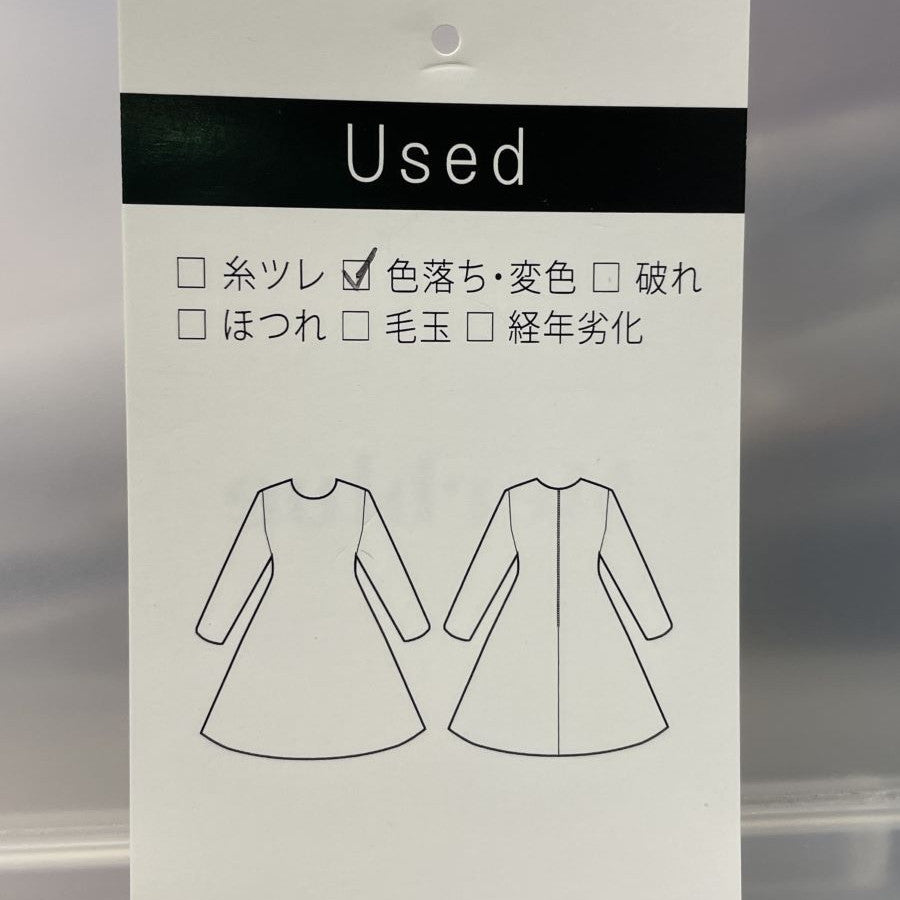 Used
□ 糸ツレ ☑ 色落ち・変色 □ 破れ
□ ほつれ □ 毛玉 □ 経年劣化